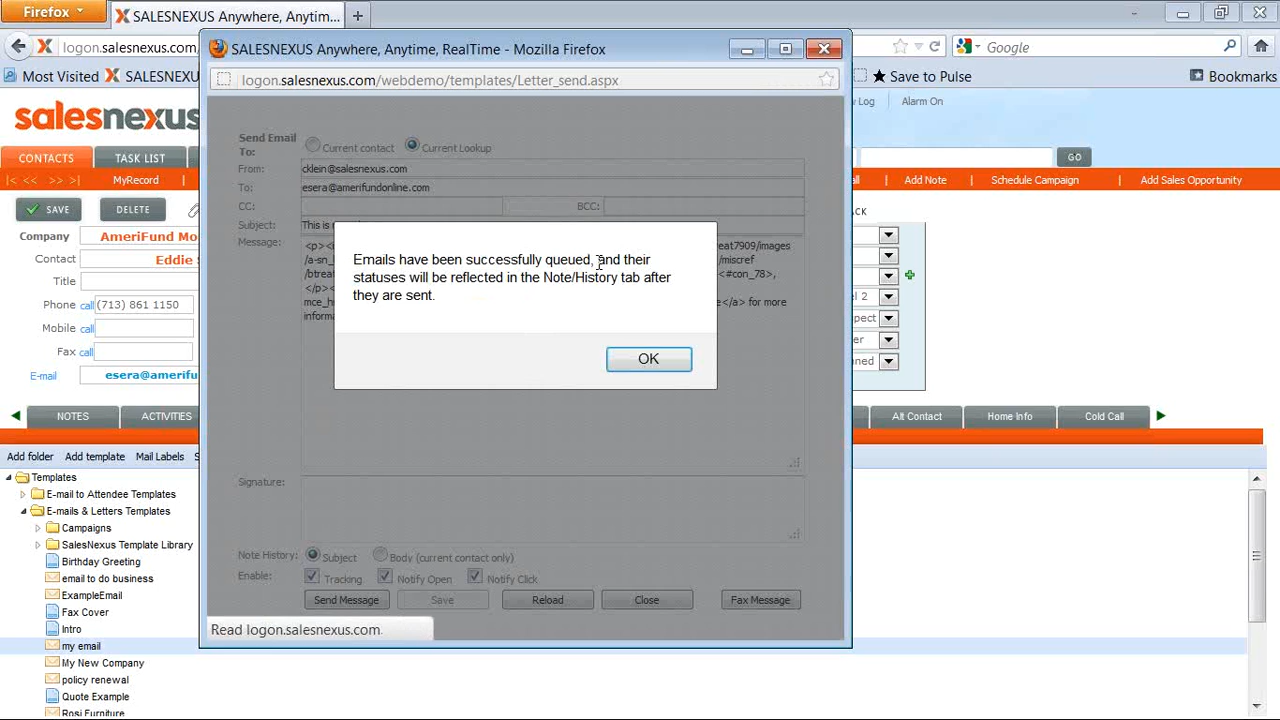 Firefox
SALESNEXUS Anywhere, Anytim...
logon.salesnexus.com
Google
Most Visited
SALESNEXUS
Save to Pulse
Bookmarks
SALESNEXUS Anywhere, Anytime, RealTime - Mozilla Firefox
logon.salesnexus.com/webdemo/templates/Letter_send.aspx
salesnexus
Log
Alarm On
CONTACTS
TASK LIST
GO
|< << >> >|
MyRecord
Add Note
Schedule Campaign
Add Sales Opportunity
SAVE
DELETE
Company
AmeriFund Mo
Contact
Eddie S
Title
Phone
call
(713) 861 1150
Mobile
call
Fax
call
E-mail
esera@amerifu
Send Email To:
Current contact
Current Lookup
From:
cklein@salesnexus.com
To:
esera@amerifundonline.com
CC:
BCC:
Subject:
This is
Message:
Emails have been successfully queued, and their
statuses will be reflected in the Note/History tab after
they are sent.
OK
Signature:
Note History:
Subject
Body (current contact only)
Enable:
Tracking
Notify Open
Notify Click
Send Message
Save
Reload
Close
Fax Message
Read logon.salesnexus.com
NOTES
ACTIVITIES
Alt Contact
Home Info
Cold Call
Add folder
Add template
Mail Labels
Templates
E-mail to Attendee Templates
E-mails & Letters Templates
Campaigns
SalesNexus Template Library
Birthday Greeting
email to do business
ExampleEmail
Fax Cover
Intro
my email
My New Company
policy renewal
Quote Example
Rosi Furniture